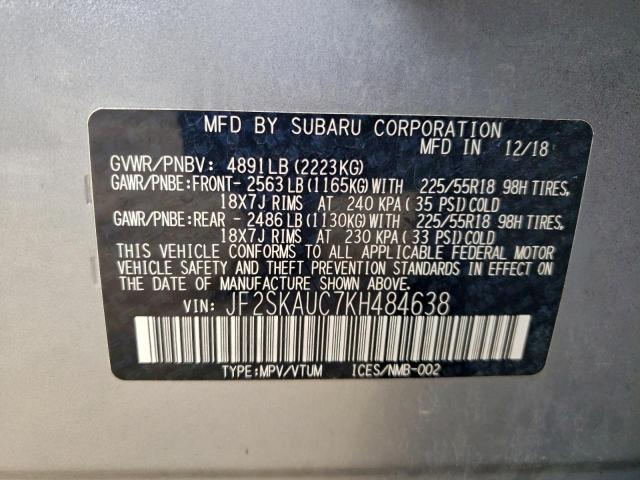 MFD BY SUBARU CORPORATION
MFD IN 12/18
GVWR/PNBV: 4891LB(2223KG)
GAWR/PNBE:FRONT- 2563LB(1165KG)WITH 225/55R18 98H TIRES,
18X7J RIMS AT 240 KPA( 35 PSI)COLD
GAWR/PNBE:REAR - 2486LB(1130KG)WITH 225/55R18 98H TIRES,
18X7J RIMS AT 230 KPA( 33 PSI)COLD
THIS VEHICLE CONFORMS TO ALL APPLICABLE FEDERAL MOTOR
VEHICLE SAFETY AND THEFT PREVENTION STANDARDS IN EFFECT ON
THE DATE OF MANUFACTURE SHOWN ABOVE.
VIN: JF2SKAUC7KH484638
TYPE:MPV/VTUM ICES/NMB-002